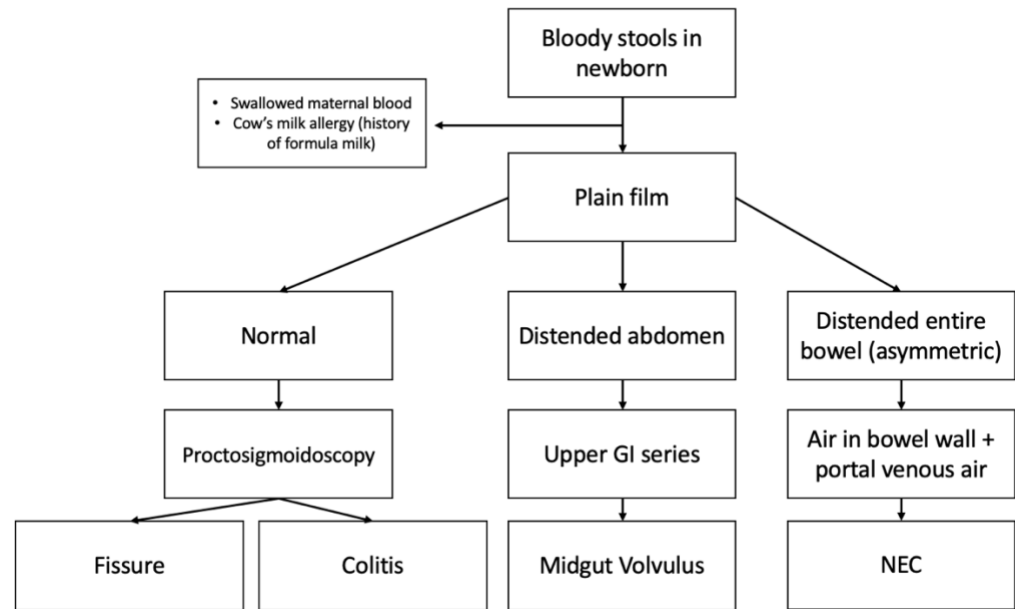 Bloody stools in
newborn
• Swallowed maternal blood
• Cow's milk allergy (history
of formula milk)
Plain film
Normal
Distended abdomen
Distended entire
bowel (asymmetric)
Proctosigmoidoscopy
Upper GI series
Air in bowel wall +
portal venous air
Fissure
Colitis
Midgut Volvulus
NEC